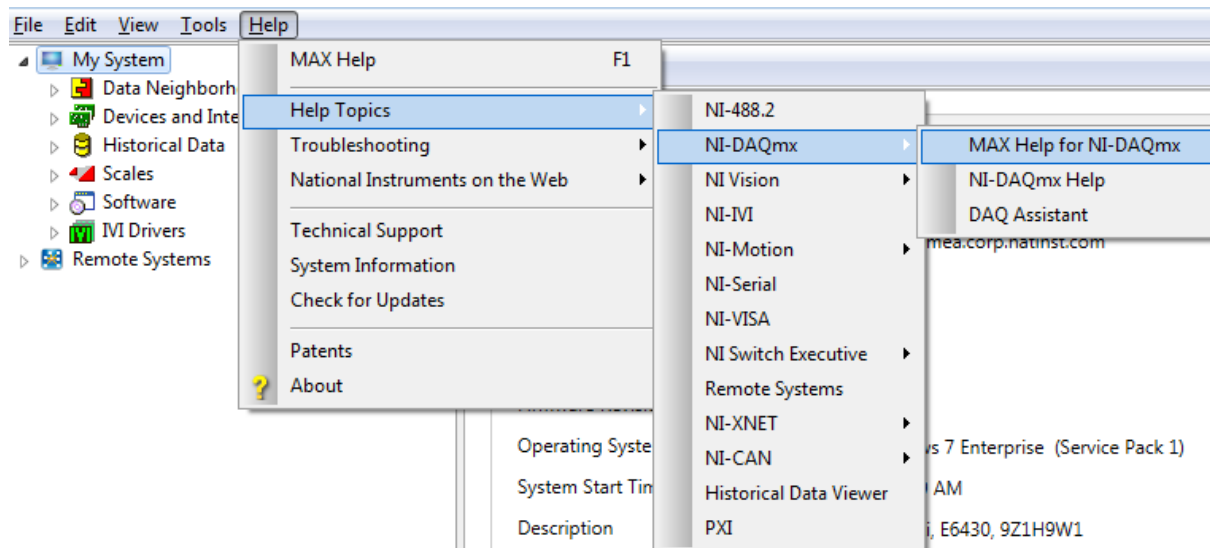 File Edit View Tools Help
My System
Data Neighborh
Devices and Inte
Historical Data
Scales
Software
IVI Drivers
Remote Systems
MAX Help F1
Help Topics
Troubleshooting
National Instruments on the Web
Technical Support
System Information
Check for Updates
Patents
About
NI-488.2
NI-DAQmx
NI Vision
NI-IVI
NI-Motion
NI-Serial
NI-VISA
NI Switch Executive
Remote Systems
NI-XNET
NI-CAN
Historical Data Viewer
PXI
MAX Help for NI-DAQmx
NI-DAQmx Help
DAQ Assistant
mea.corp.natinst.com
Operating Syste
vs 7 Enterprise (Service Pack 1)
System Start Tim
AM
Description
i, E6430, 9Z1H9W1